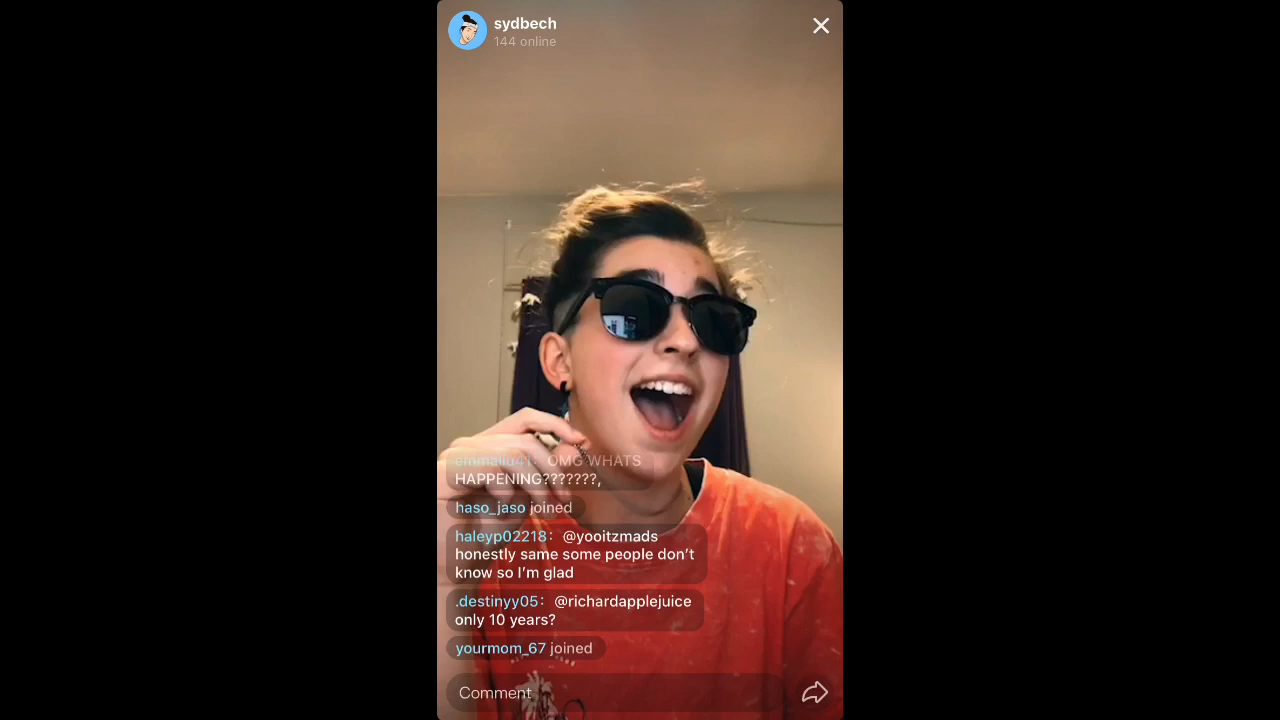 sydbech
144 online
emmaliu41: OMG WHATS
HAPPENING???????,
haso_jaso joined
haleyp02218: @yooitzmads
honestly same some people don’t
know so I’m glad
.destinyy05: @richardapplejuice
only 10 years?
yourmom_67 joined
Comment